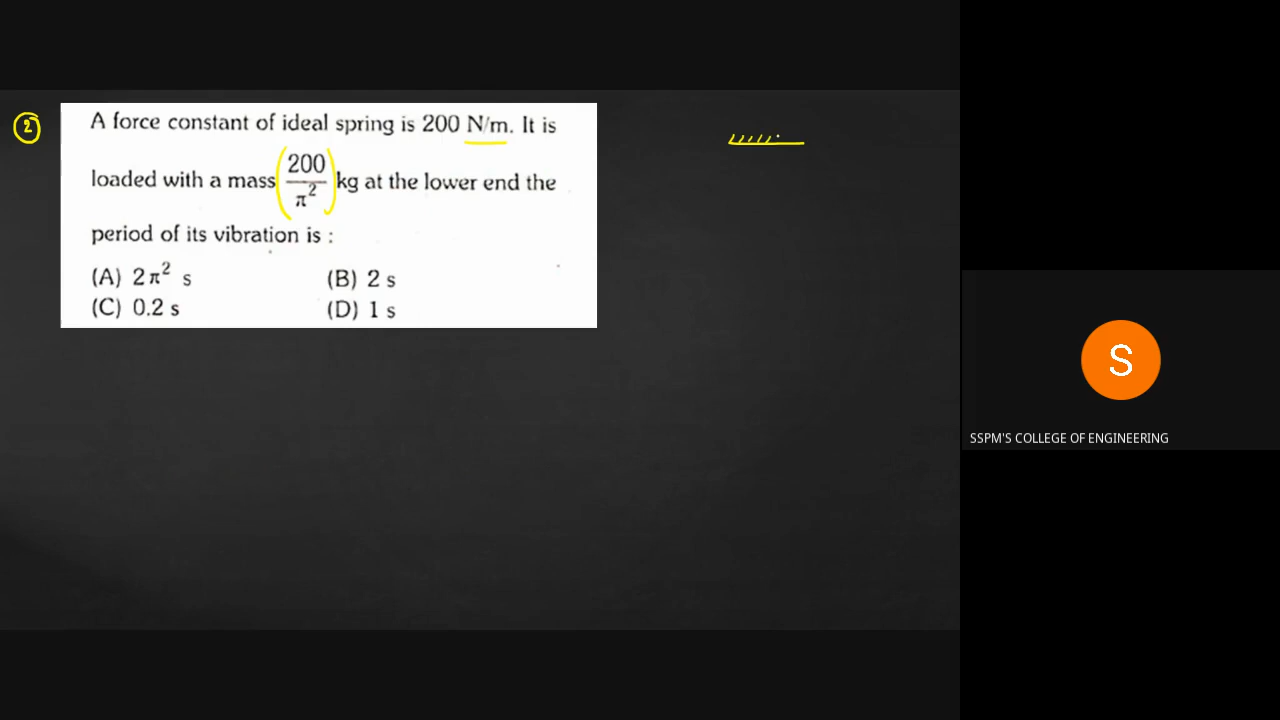 2
A force constant of ideal spring is 200 N/m. It is
loaded with a mass (200/π²) kg at the lower end the
period of its vibration is :
(A) 2π² s (B) 2 s
(C) 0.2 s (D) 1 s
S
SSPM'S COLLEGE OF ENGINEERING